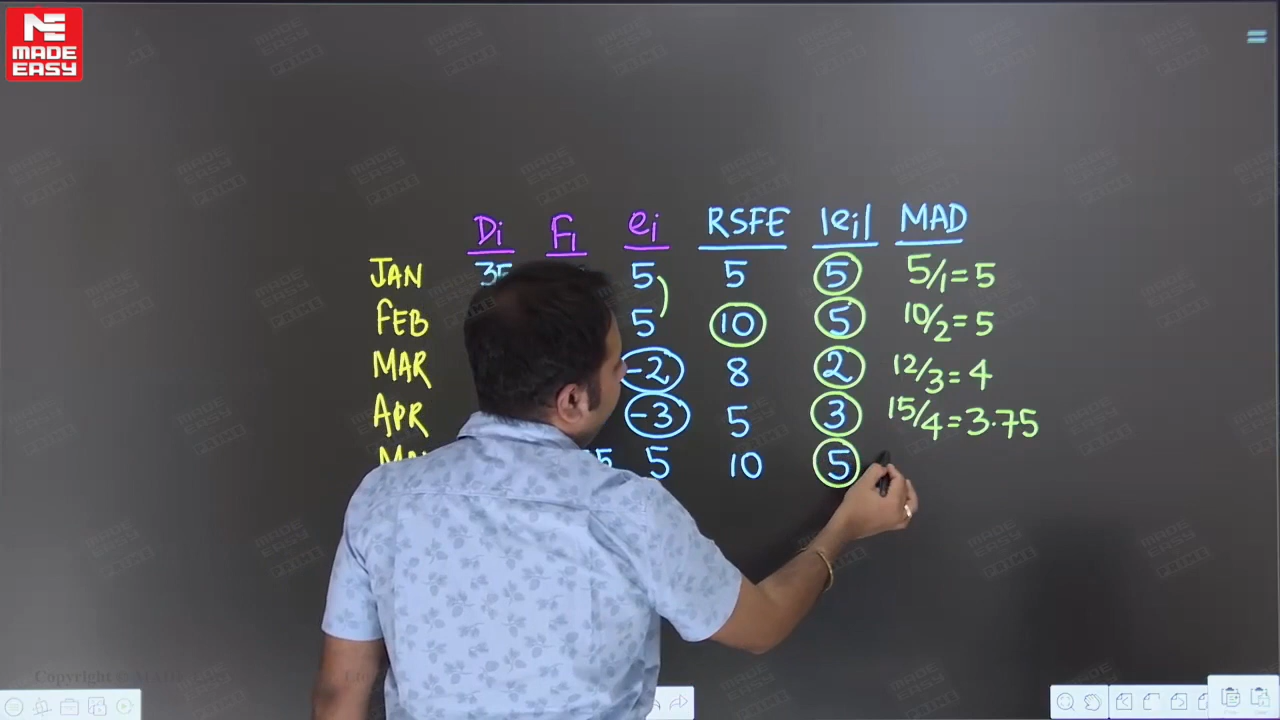 ME
MADE
EASY
Di Fi ei RSFE |ei| MAD
JAN 35 5 5 5 5/1=5
FEB 5 10 5 10/2=5
MAR -2 8 2 12/3=4
APR -3 5 3 15/4=3.75
5 10 5